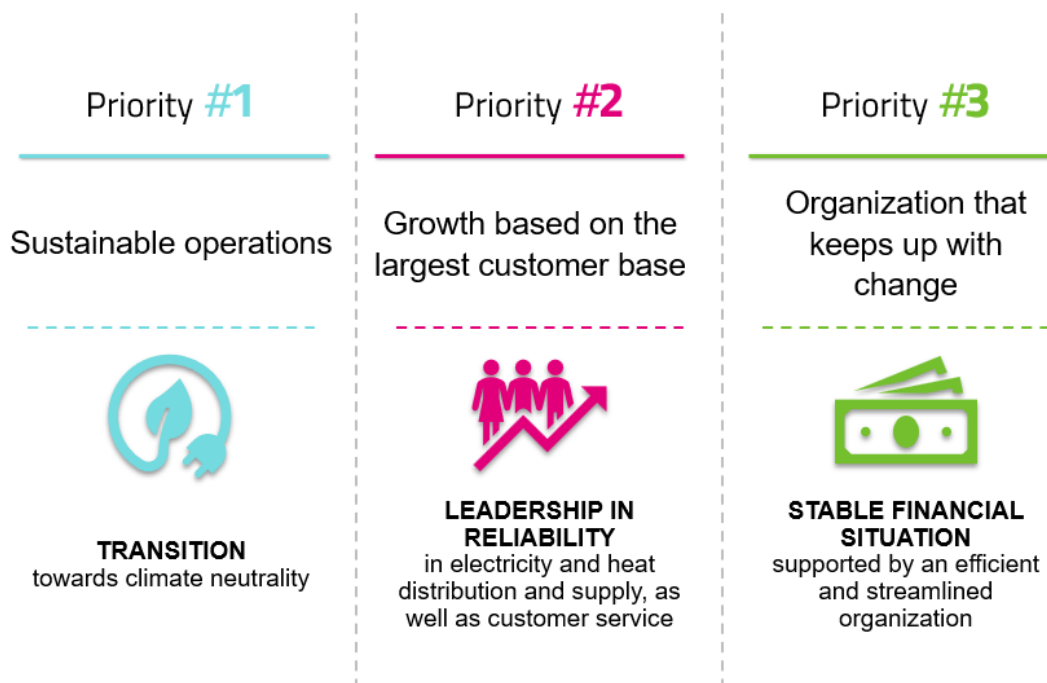 Priority #1
Sustainable operations
TRANSITION
towards climate neutrality
Priority #2
Growth based on the
largest customer base
LEADERSHIP IN
RELIABILITY
in electricity and heat
distribution and supply, as
well as customer service
Priority #3
Organization that
keeps up with
change
STABLE FINANCIAL
SITUATION
supported by an efficient
and streamlined
organization